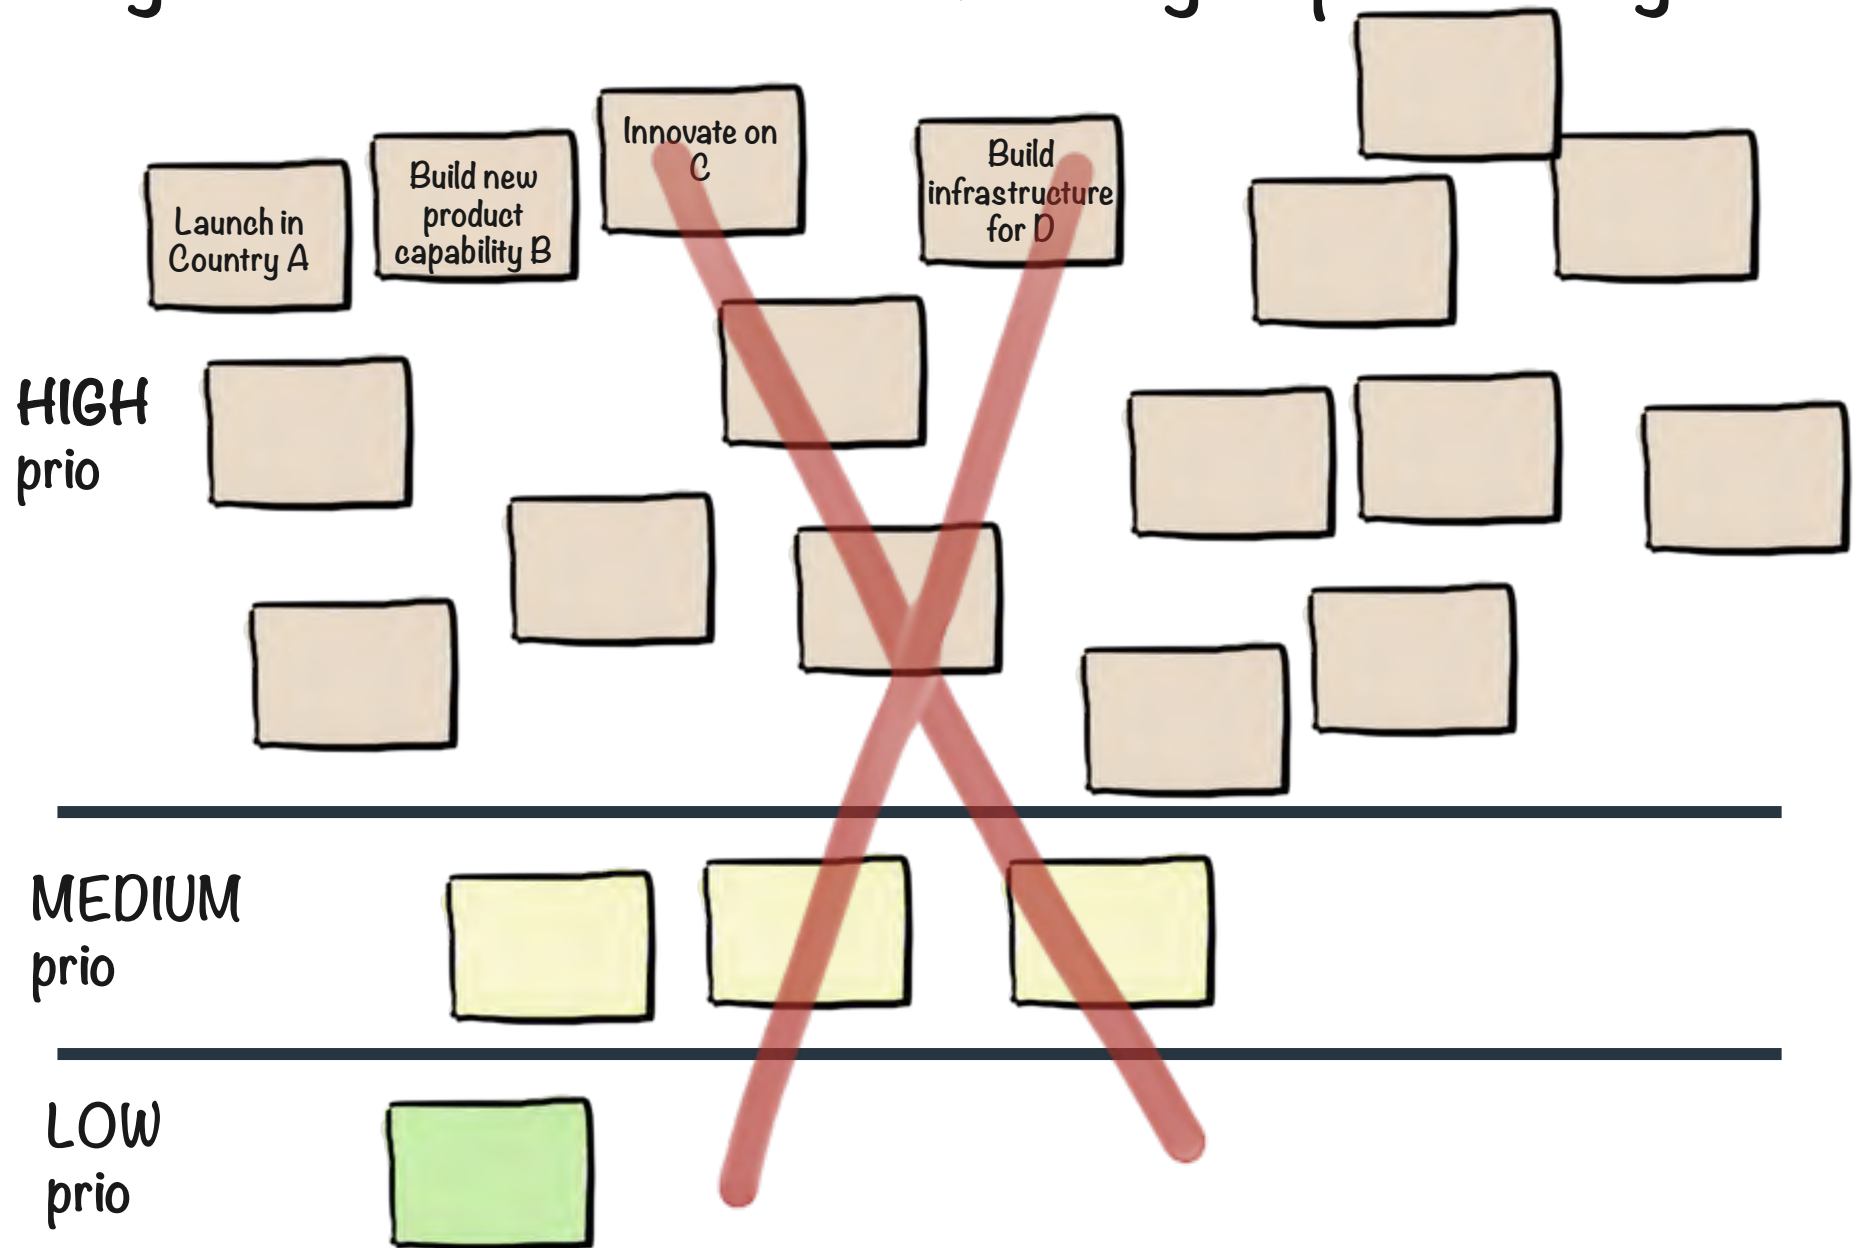 Launch in
Country A
Build new
product
capability B
Innovate on
C
Build
infrastructure
for D
HIGH
prio
MEDIUM
prio
LOW
prio